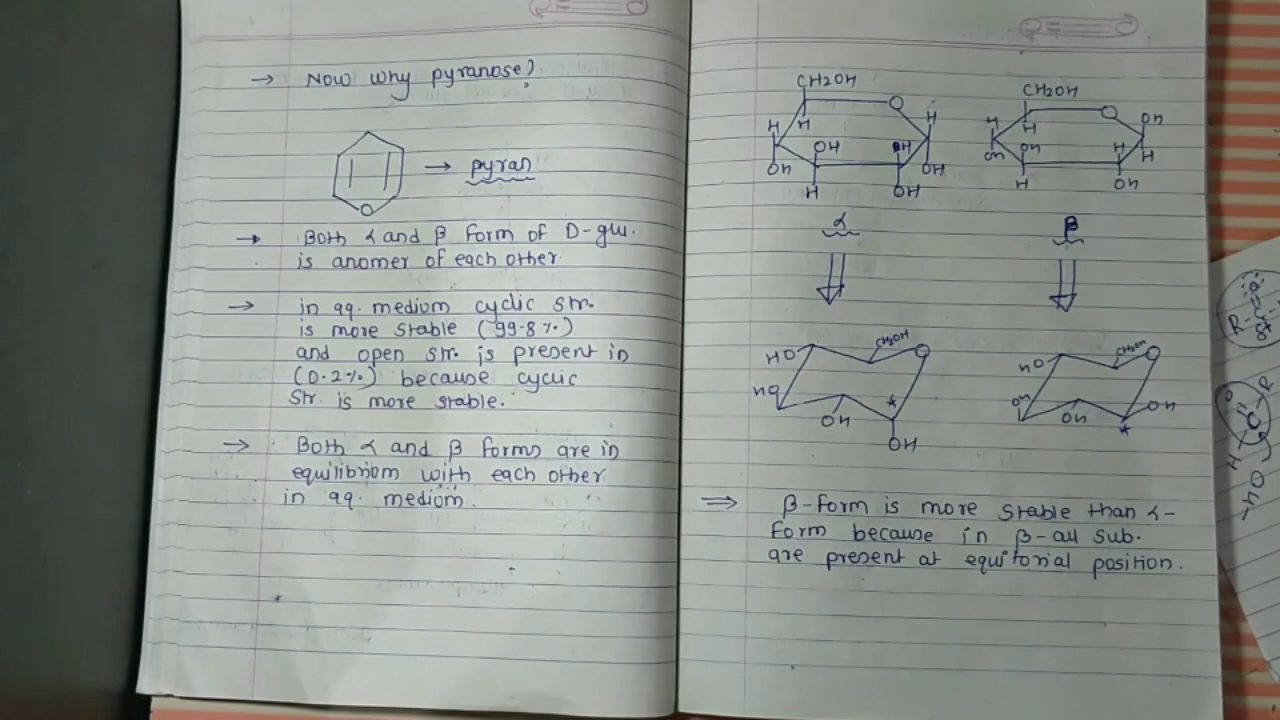 → Now why pyranose?
O → pyran
→ Both α and β form of D-glu.
is anomer of each other.
→ in aq. medium cyclic str.
is more stable (99.8%)
and open str. is present in
(0.2%) because cyclic
str. is more stable.
→ Both α and β forms are in
equilibriom with each other
in aq. medium.
CH2OH O
H H H
OH OH H OH
H OH
α
CH2OH O OH
H H
OH OH H H
H OH
β
HO CH2OH O
HO OH *
OH
HO CH2OH O
OH OH OH
*
⇒ β-form is more stable than α-
form because in β-all sub.
are present at equitorial position.